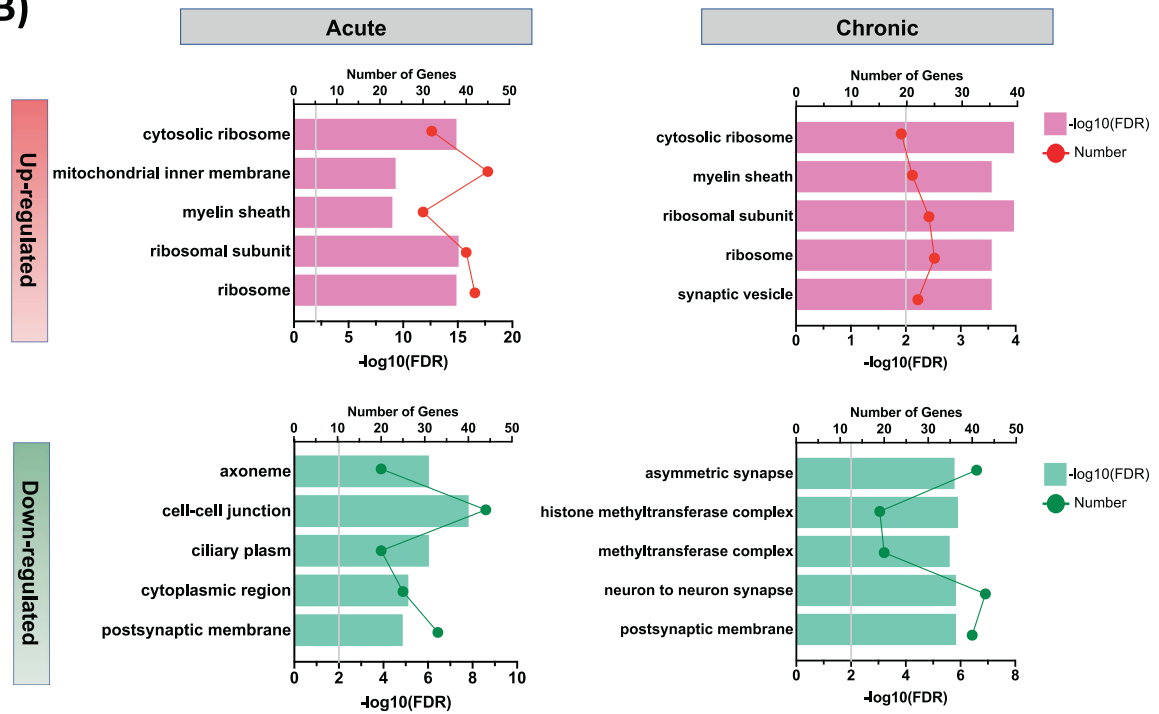 B)
Acute
Chronic
Up-regulated
Number of Genes
0 10 20 30 40 50
cytosolic ribosome
mitochondrial inner membrane
myelin sheath
ribosomal subunit
ribosome
0 5 10 15 20
-log10(FDR)
Number of Genes
0 10 20 30 40
cytosolic ribosome
myelin sheath
ribosomal subunit
ribosome
synaptic vesicle
0 1 2 3 4
-log10(FDR)
-log10(FDR)
Number
Down-regulated
Number of Genes
0 10 20 30 40 50
axoneme
cell-cell junction
ciliary plasm
cytoplasmic region
postsynaptic membrane
0 2 4 6 8 10
-log10(FDR)
Number of Genes
0 10 20 30 40 50
asymmetric synapse
histone methyltransferase complex
methyltransferase complex
neuron to neuron synapse
postsynaptic membrane
0 2 4 6 8
-log10(FDR)
-log10(FDR)
Number